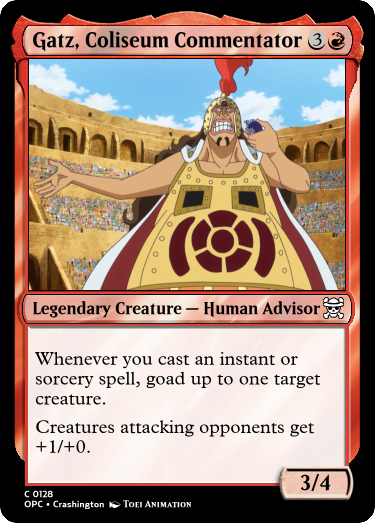 Gatz, Coliseum Commentator 3
Legendary Creature — Human Advisor
Whenever you cast an instant or
sorcery spell, goad up to one target
creature.
Creatures attacking opponents get
+1/+0.
3/4
C 0128
OPC • Crashington Toei Animation